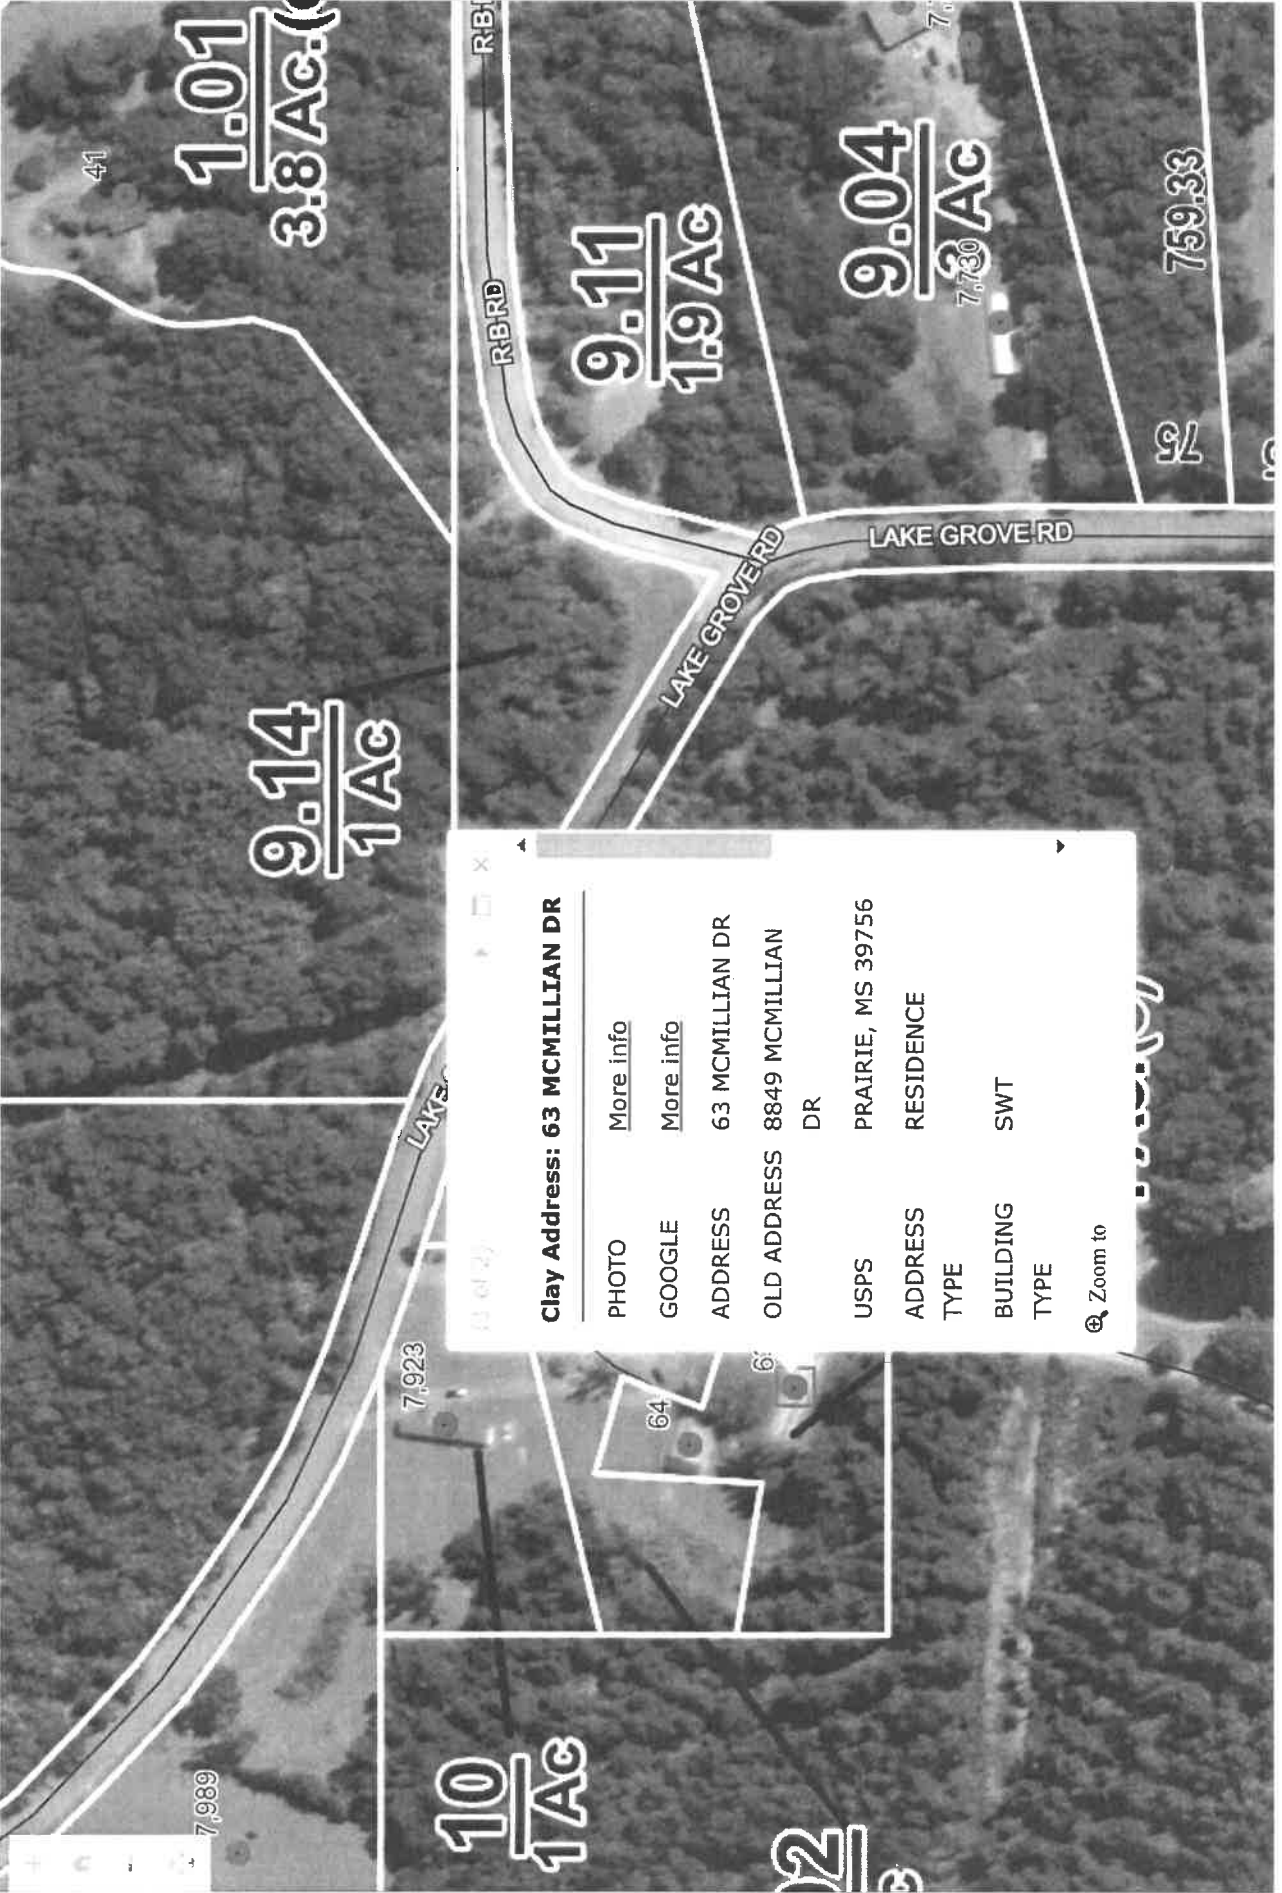 1.01
3.8 Ac.
41
R B RD
9.11
1.9 Ac
9.04
3 Ac
7,730
759.33
75
LAKE GROVE RD
LAKE GROVE RD
9.14
1 Ac
Clay Address: 63 MCMILLIAN DR
PHOTO More info
GOOGLE More info
ADDRESS 63 MCMILLIAN DR
OLD ADDRESS 8849 MCMILLIAN
DR
USPS PRAIRIE, MS 39756
ADDRESS RESIDENCE
TYPE
BUILDING SWT
TYPE
Zoom to
LAKE
7,923
64
7,989
10
1 Ac